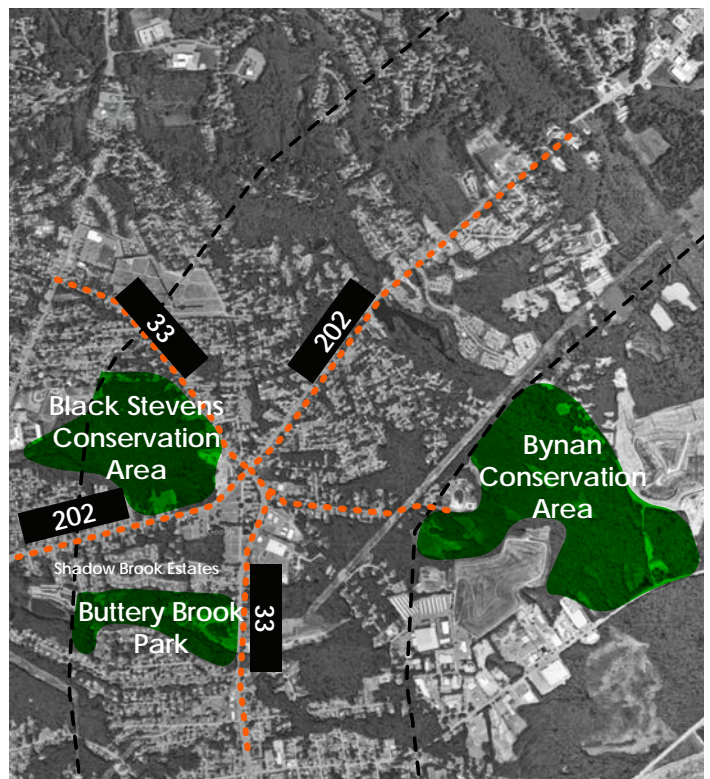 33
202
Black Stevens
Conservation
Area
Bynan
Conservation
Area
202
Shadow Brook Estates
Buttery Brook
Park
33